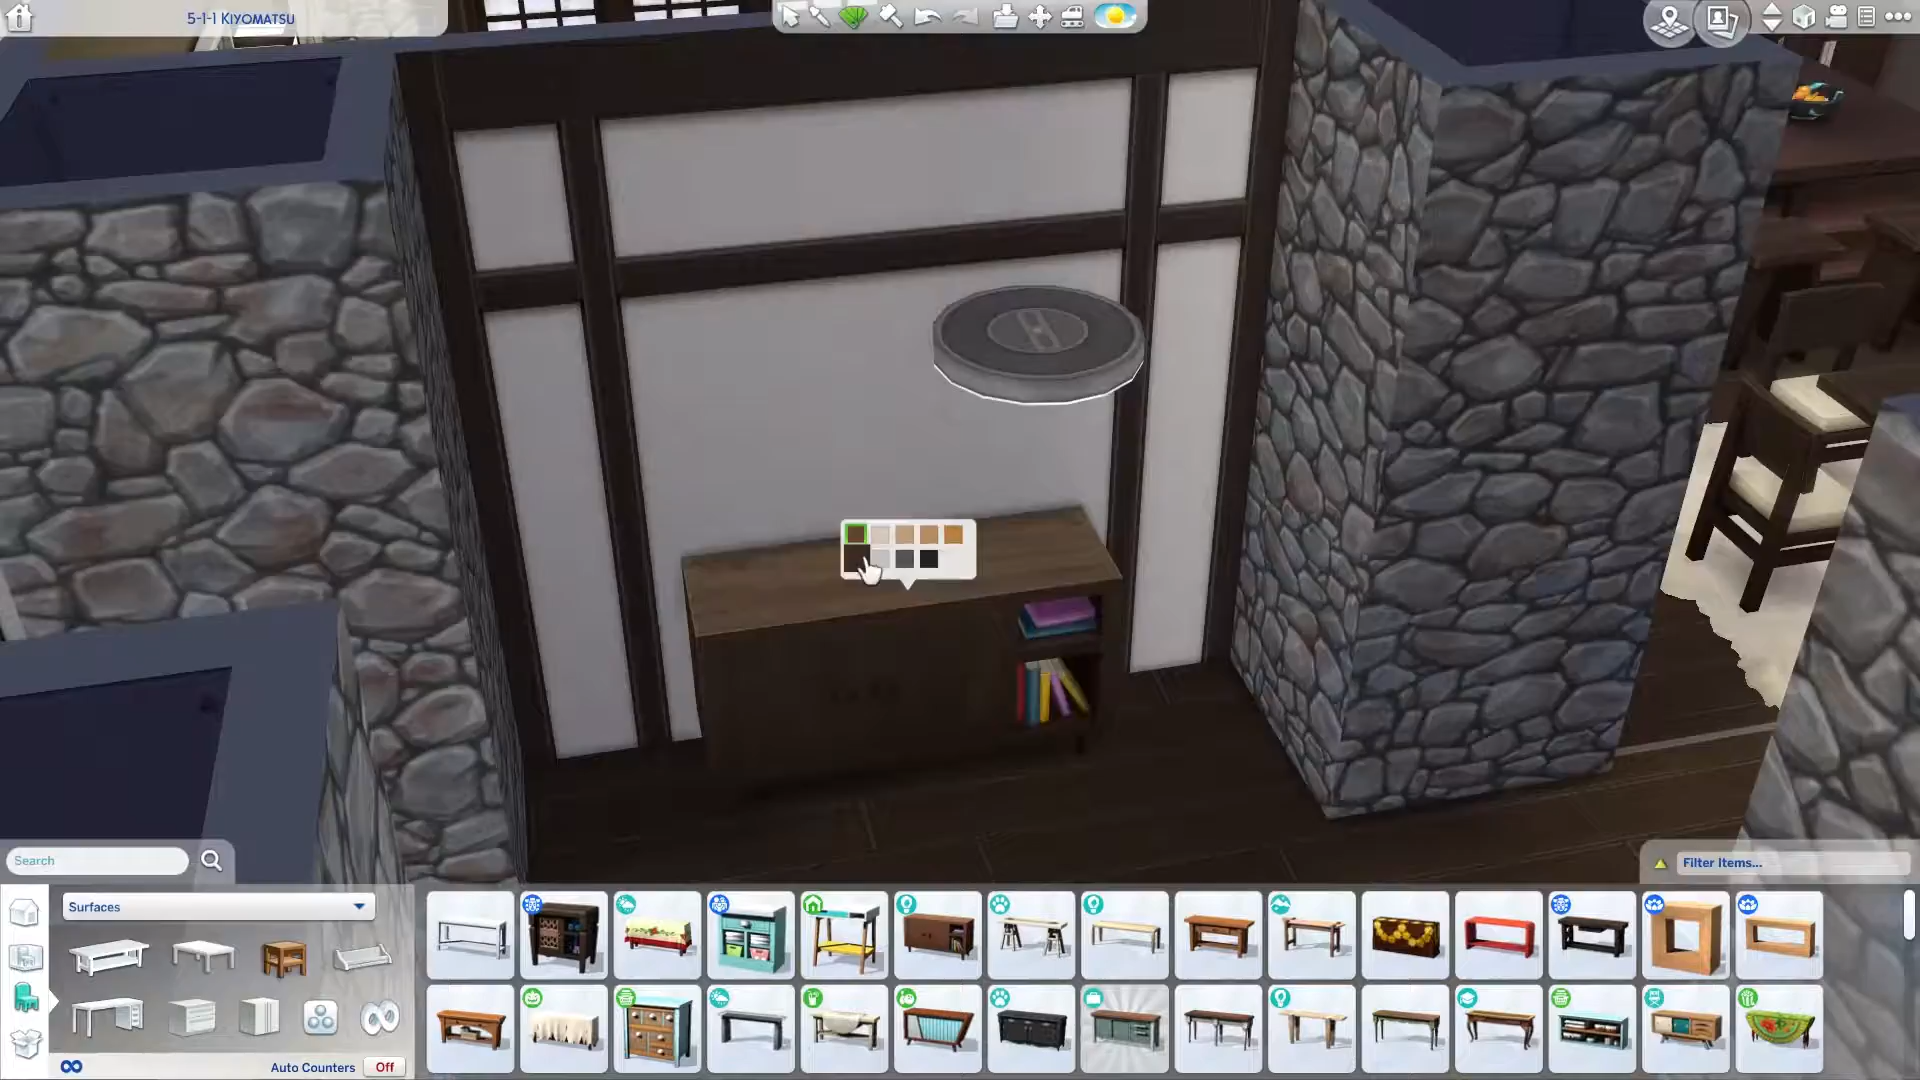 5-1-1 KIYOMATSU
Search
Filter Items...
Surfaces
Auto Counters
Off